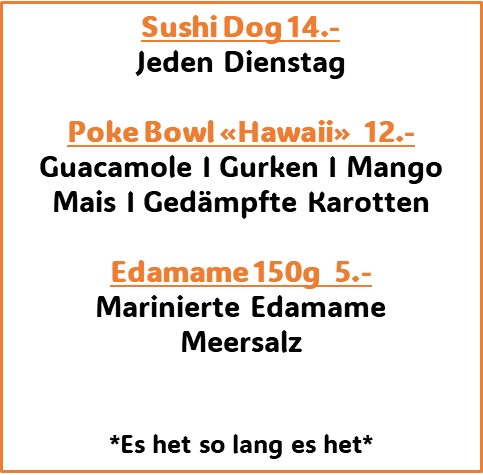 Sushi Dog 14.-
Jeden Dienstag
Poke Bowl «Hawaii» 12.-
Guacamole I Gurken I Mango
Mais I Gedämpfte Karotten
Edamame 150g 5.-
Marinierte Edamame
Meersalz
*Es het so lang es het*